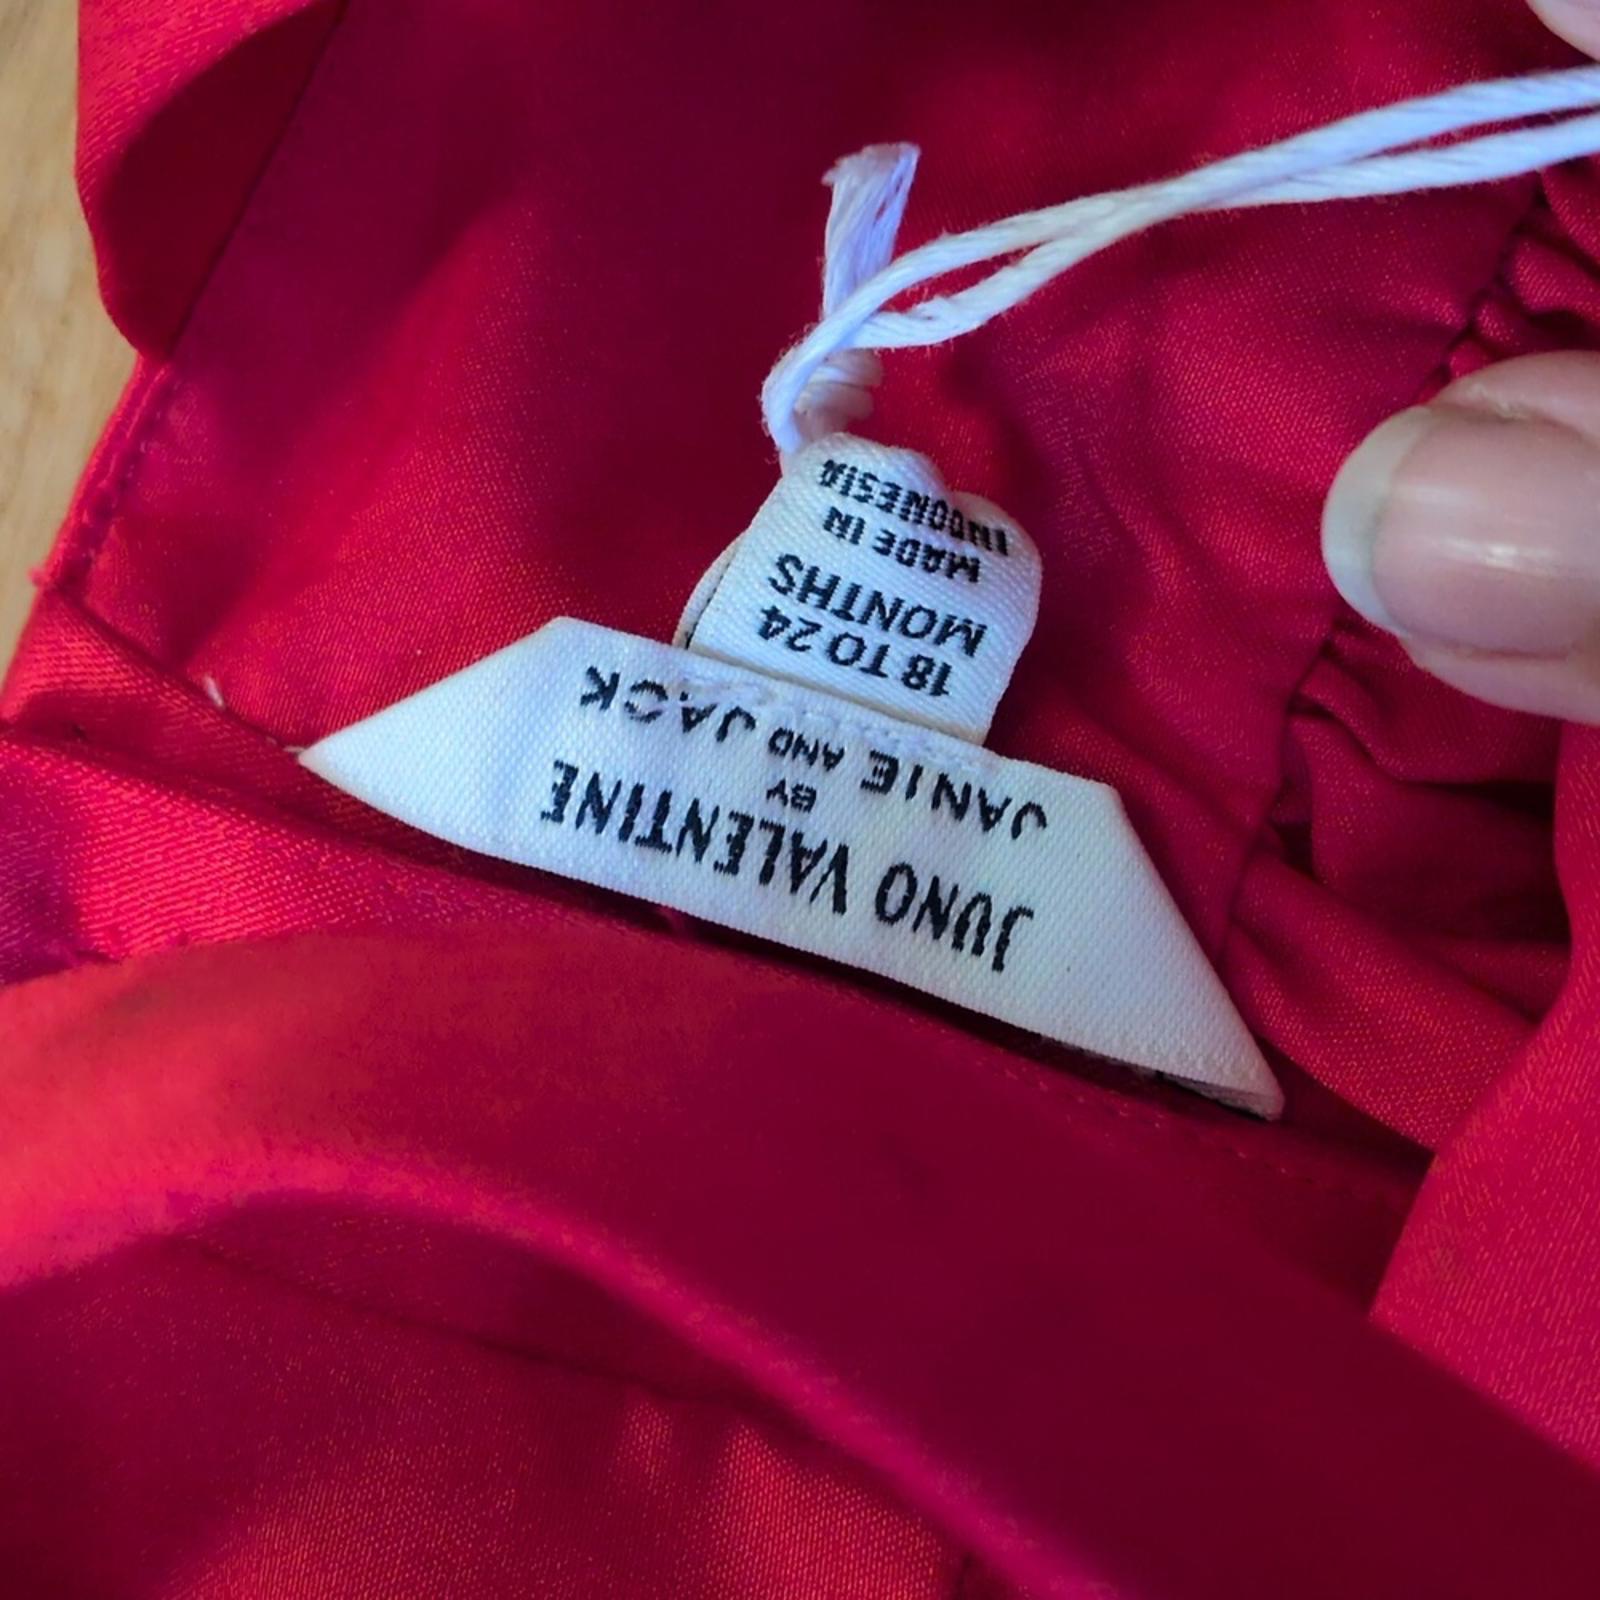 JUNO VALENTINE
BY
JANIE AND JACK
18 TO 24
MONTHS
MADE IN
INDONESIA